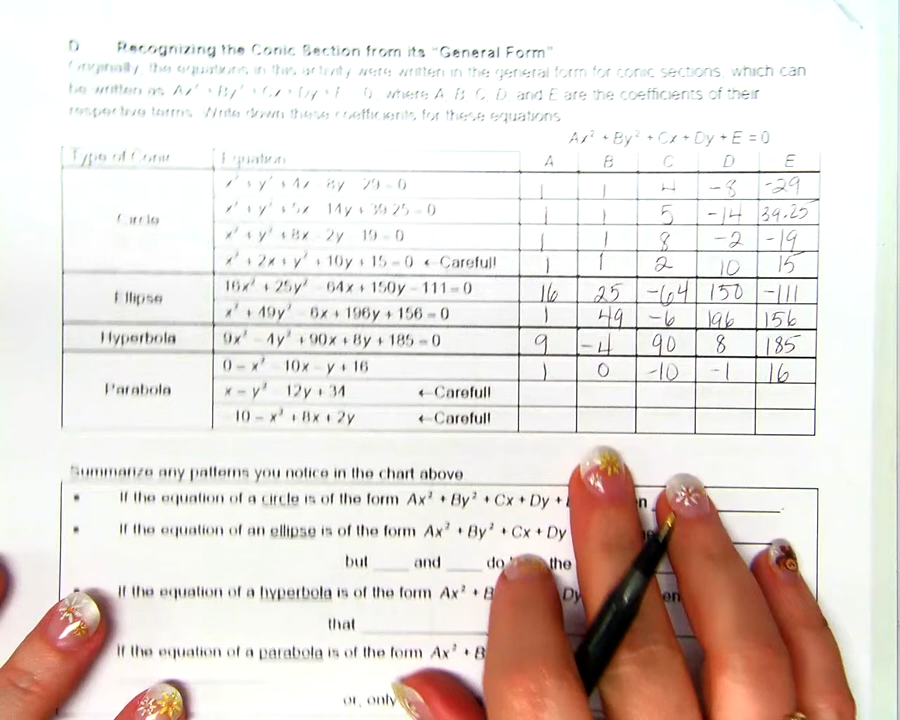 D Recognizing the Conic Section from its "General Form"
Originally, the equations in this activity were written in the general form for conic sections, which can
be written as Ax² + By² + Cx + Dy + E = 0, where A, B, C, D, and E are the coefficients of their
respective terms. Write down these coefficients for these equations
Ax² + By² + Cx + Dy + E = 0
Type of Conic Equation A B C D E
x² + y² + 4x 8y 29 = 0 1 1 4 -8 -29
x² + y² + 5x 14y + 39.25 = 0 1 1 5 -14 39.25
Circle
x² + y² + 8x 2y 19 = 0 1 1 8 -2 -19
x² + 2x + y² + 10y + 15 = 0 ←Careful! 1 1 2 10 15
16x² + 25y² 64x + 150y - 111 = 0 16 25 -64 150 -111
Ellipse
x² + 49y² 6x + 196y + 156 = 0 1 49 -6 196 156
Hyperbola 9x² 4y² + 90x + 8y + 185 = 0 9 -4 90 8 185
0 = x² 10x y + 16 1 0 -10 -1 16
Parabola x = y² 12y + 34 ←Careful!
10 = x² + 8x + 2y ←Careful!
Summarize any patterns you notice in the chart above
• If the equation of a circle is of the form Ax² + By² + Cx + Dy +
• If the equation of an ellipse is of the form Ax² + By² + Cx + Dy
but ___ and ___ do the
If the equation of a hyperbola is of the form Ax² + B Dy
that
If the equation of a parabola is of the form Ax² + B
or, only